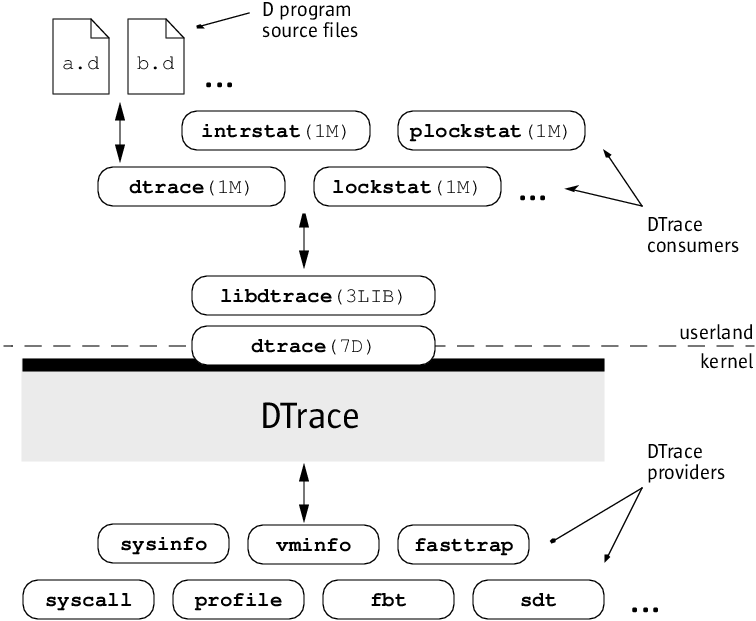 D program
source files
a.d
b.d
...
intrstat(1M)
plockstat(1M)
dtrace(1M)
lockstat(1M)
...
DTrace
consumers
libdtrace(3LIB)
dtrace(7D)
userland
kernel
DTrace
DTrace
providers
sysinfo
vminfo
fasttrap
syscall
profile
fbt
sdt
...